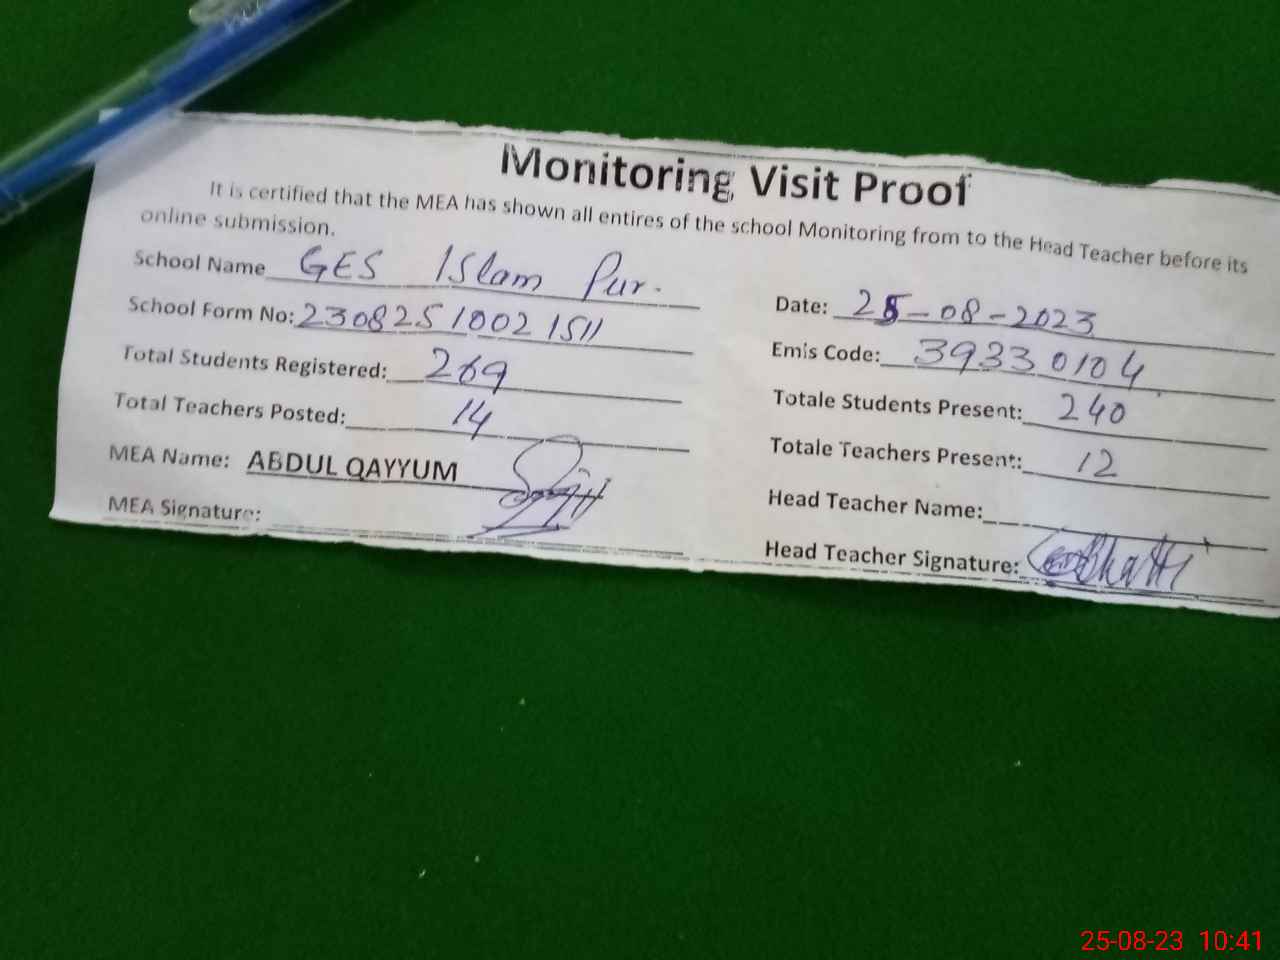 Monitoring Visit Proof
It is certified that the MEA has shown all entires of the school Monitoring from to the Head Teacher before its
online submission.
School Name GES Islam Pur.
Date: 25-08-2023
School Form No: 23082510021511
Emis Code: 39330104
Total Students Registered: 269
Totale Students Present: 240
Total Teachers Posted: 14
Totale Teachers Present: 12
MEA Name: ABDUL QAYYUM
Head Teacher Name:
MEA Signature:
Head Teacher Signature: Bhatti
25-08-23 10:41